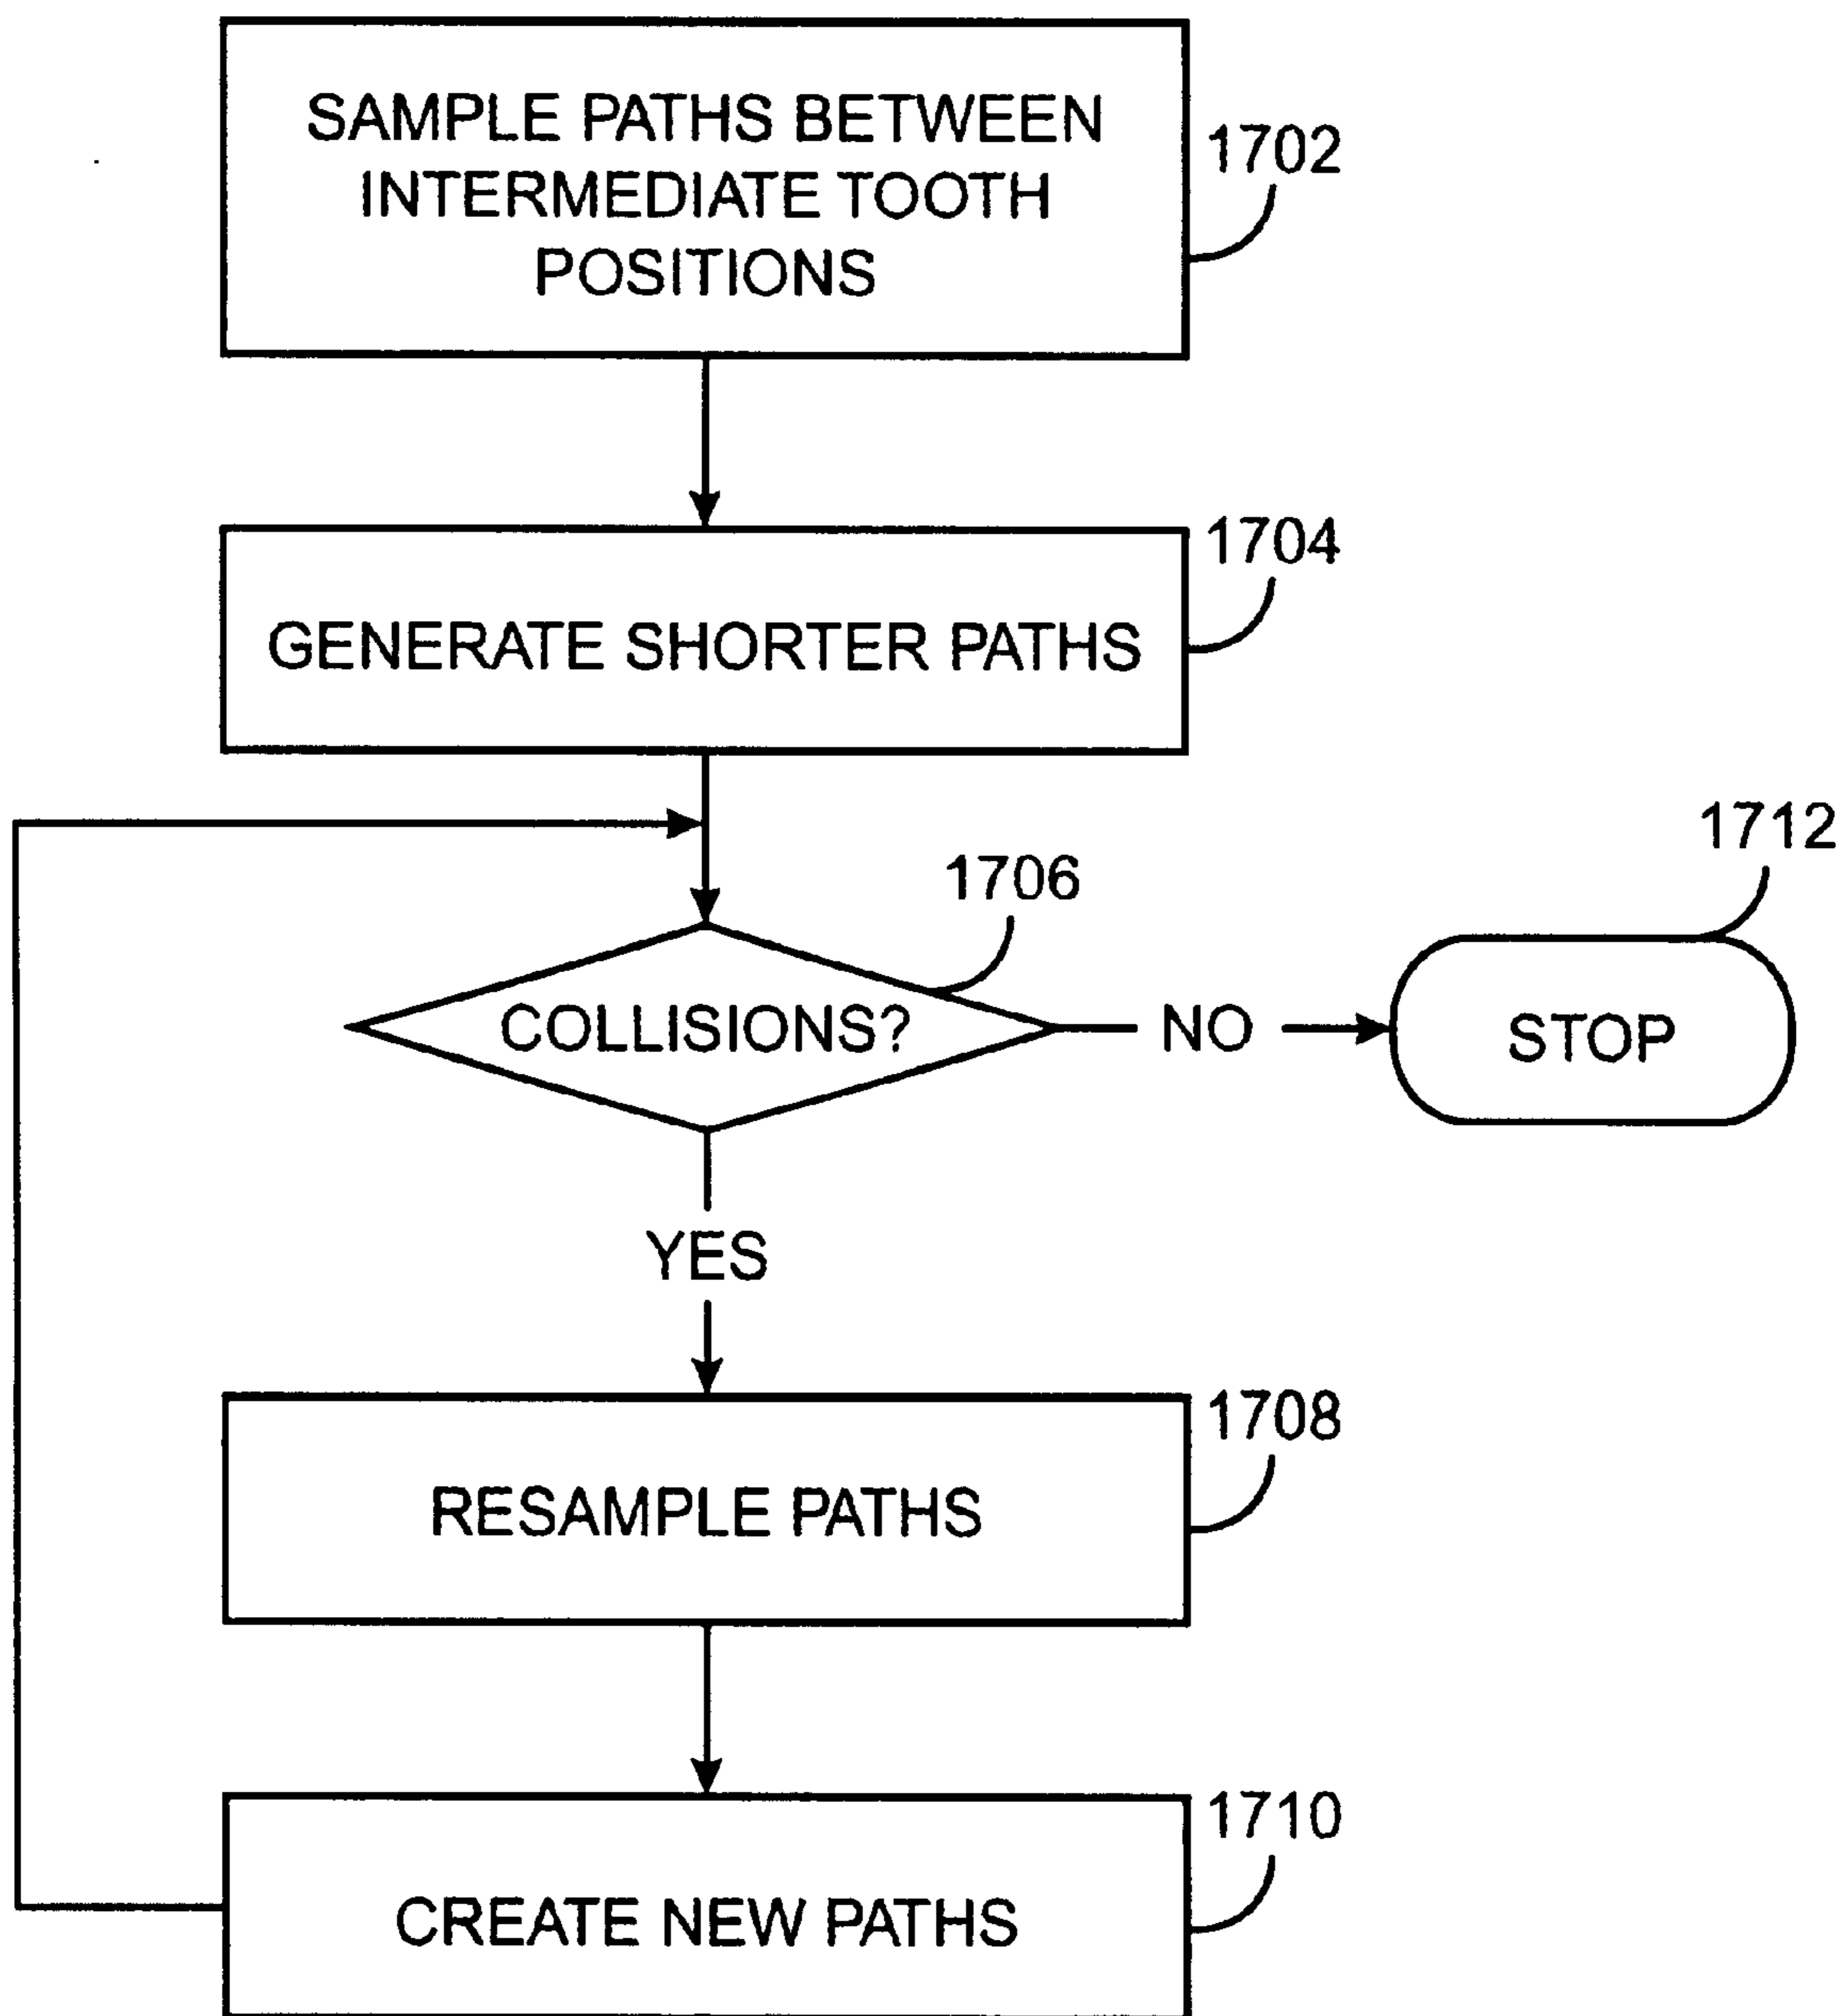 SAMPLE PATHS BETWEEN
INTERMEDIATE TOOTH
POSITIONS
1702
1704
GENERATE SHORTER PATHS
1712
1706
COLLISIONS?
NO
STOP
YES
1708
RESAMPLE PATHS
1710
CREATE NEW PATHS